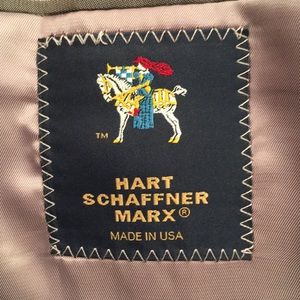 TM
HART
SCHAFFNER
MARX®
MADE IN USA